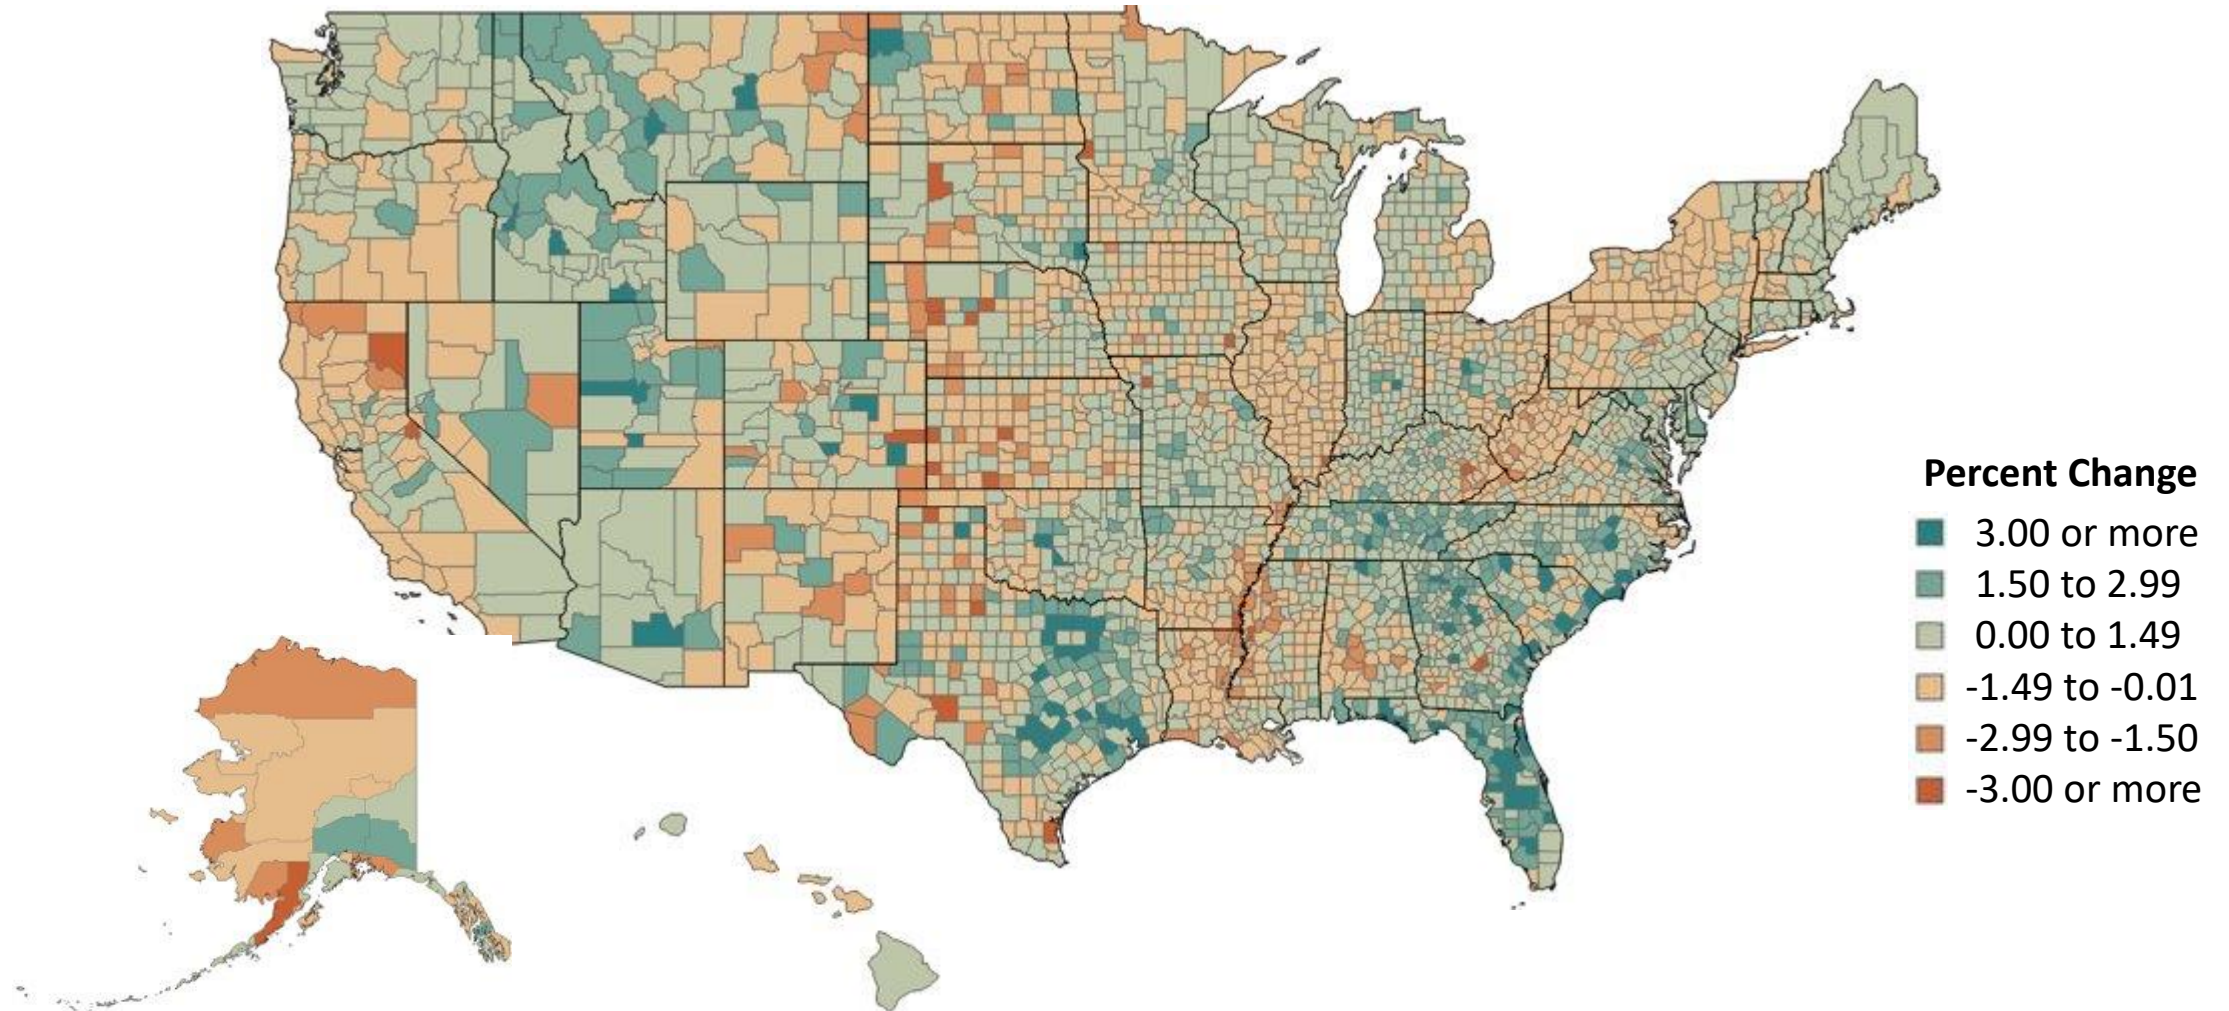 Percent Change
3.00 or more
1.50 to 2.99
0.00 to 1.49
-1.49 to -0.01
-2.99 to -1.50
-3.00 or more